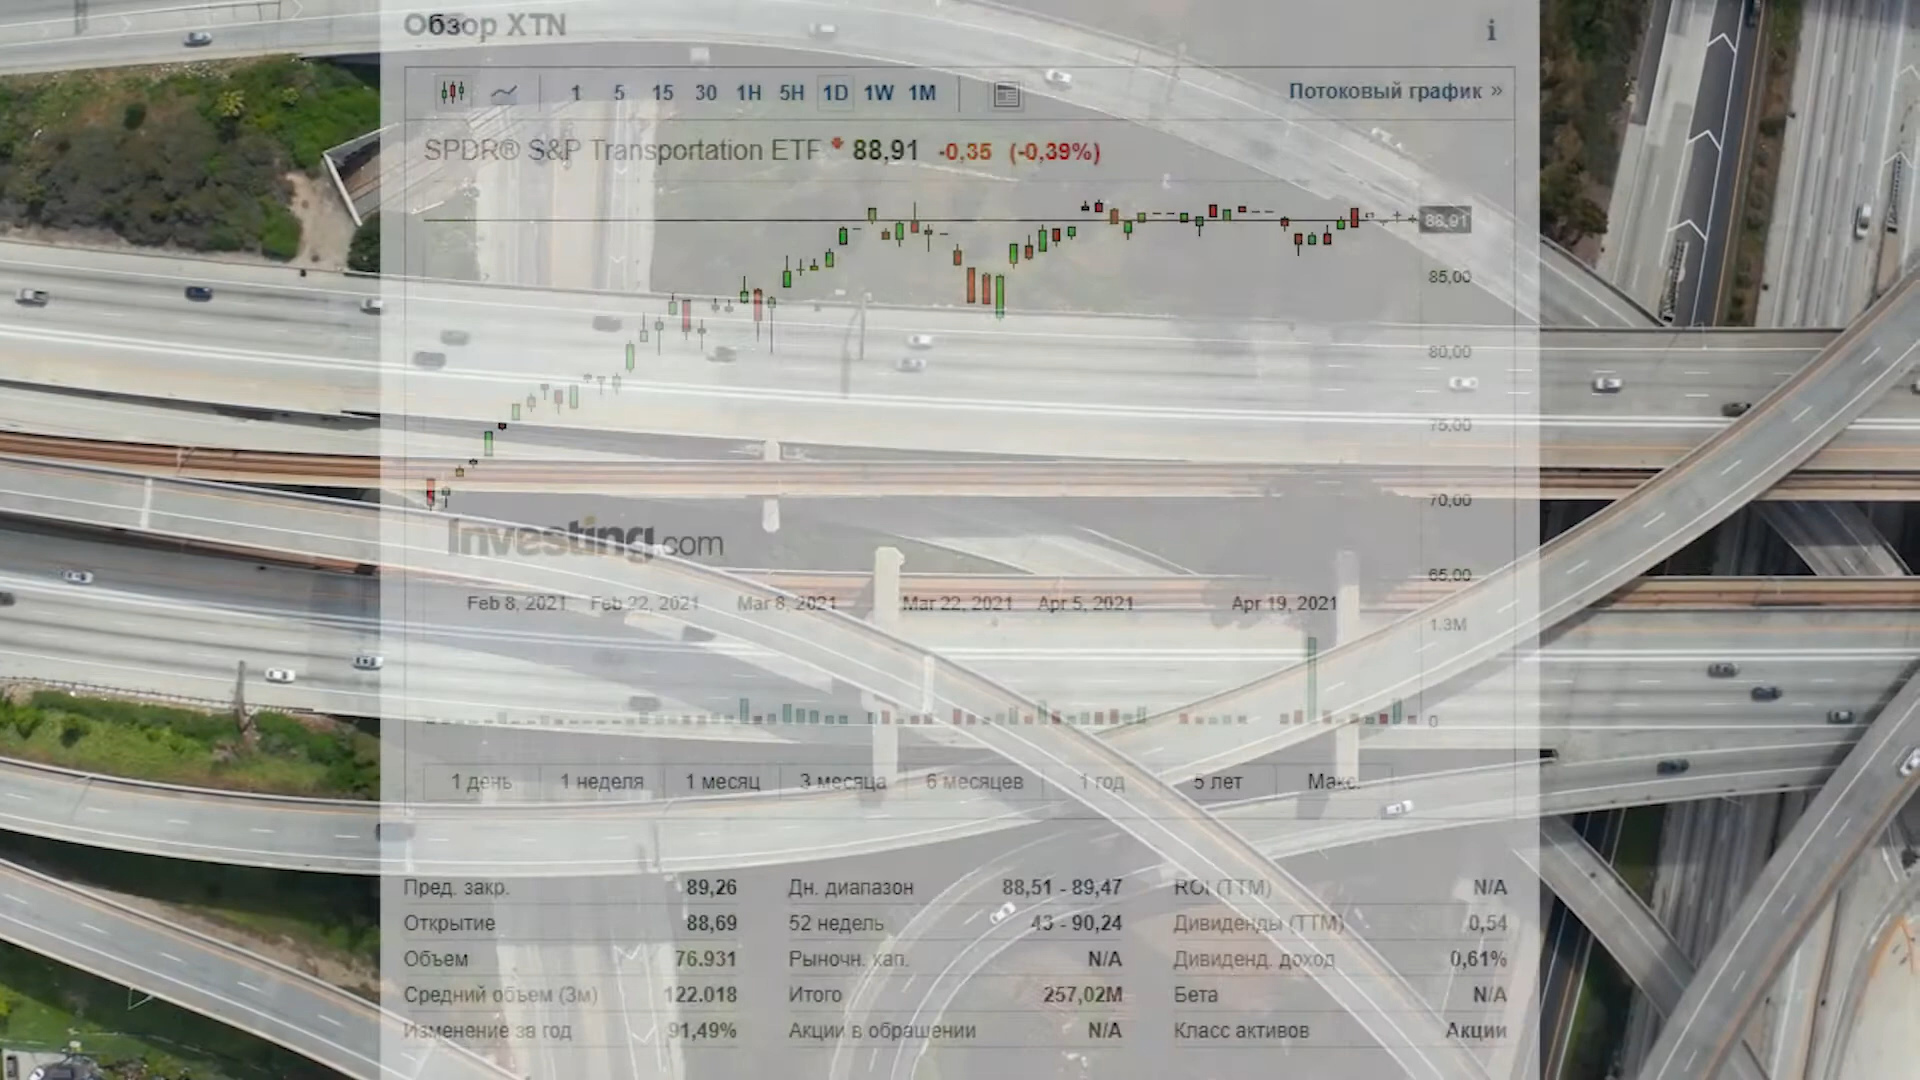 Обзор XTN
i
1 5 15 30 1H 5H 1D 1W 1M
Потоковый график »
SPDR® S&P Transportation ETF 88,91 -0,35 (-0,39%)
88,91
85,00
80,00
75,00
70,00
Investing.com
65,00
Feb 8, 2021 Feb 22, 2021 Mar 8, 2021 Mar 22, 2021 Apr 5, 2021 Apr 19, 2021
1.3M
0
1 день 1 неделя 1 месяц 3 месяца 6 месяцев 1 год 5 лет Макс.
Пред. закр. 89,26 Дн. диапазон 88,51 - 89,47 ROI (TTM) N/A
Открытие 88,69 52 недель 43 - 90,24 Дивиденды (TTM) 0,54
Объем 76.931 Рыночн. кап. N/A Дивиденд. доход 0,61%
Средний объем (3м) 122.018 Итого 257,02M Бета N/A
Изменение за год 91,49% Акции в обращении N/A Класс активов Акции